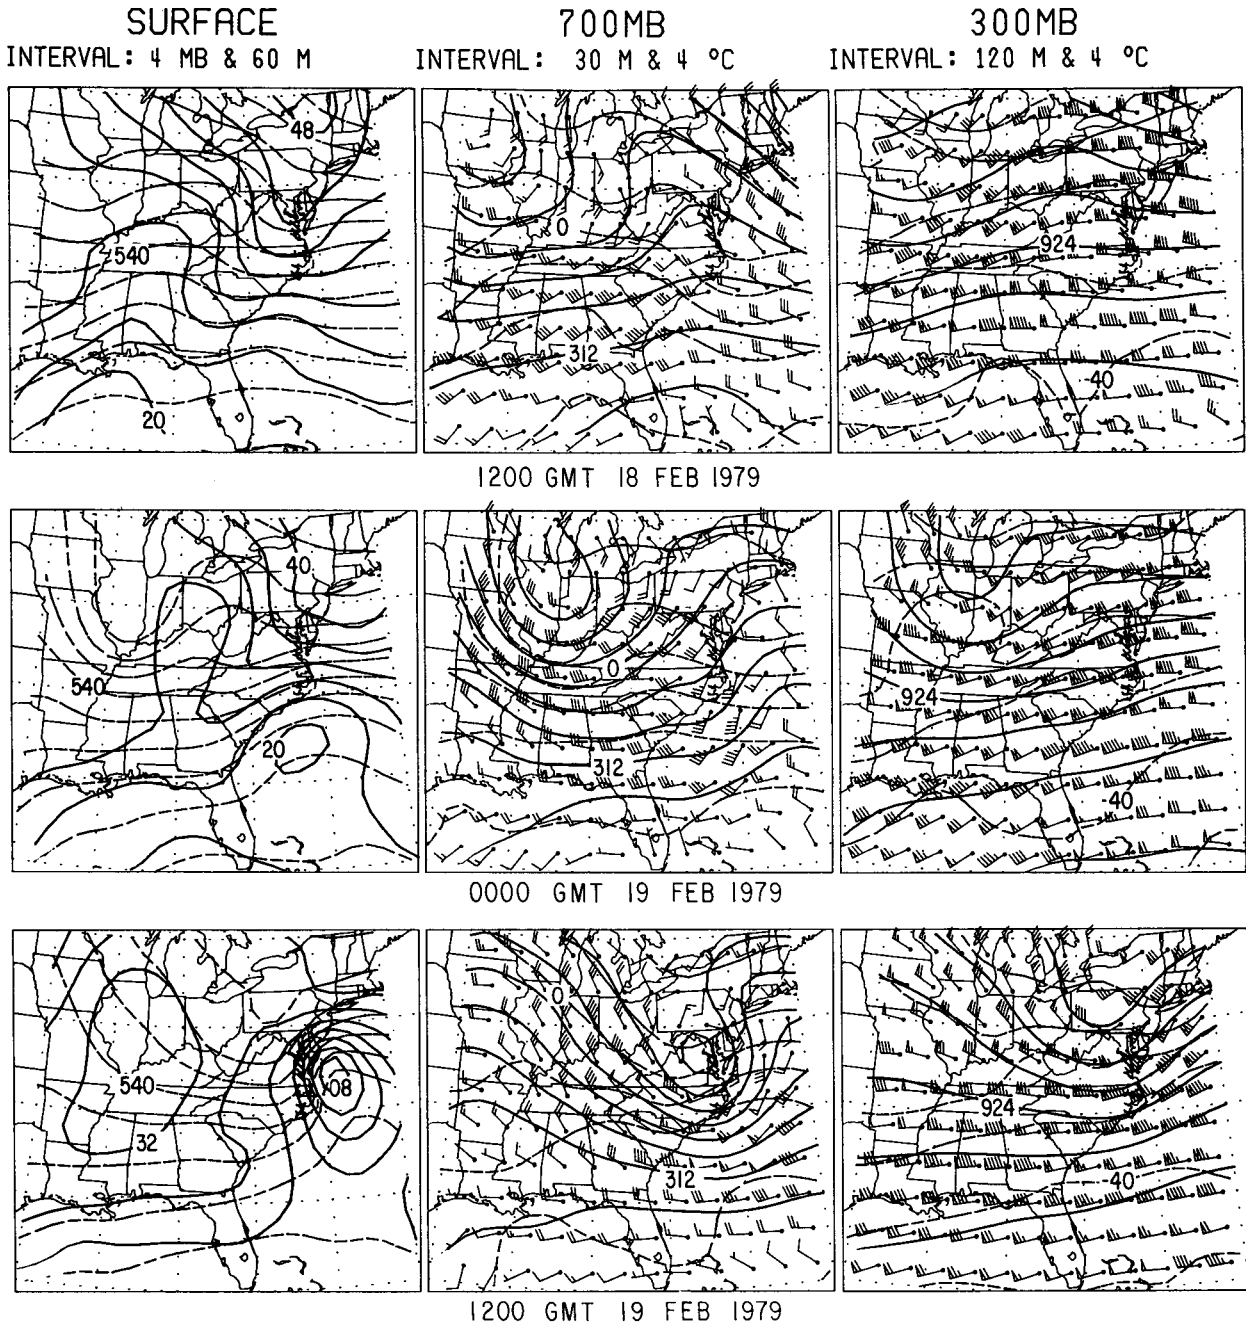 SURFACE
INTERVAL: 4 MB & 60 M
700MB
INTERVAL: 30 M & 4 °C
300MB
INTERVAL: 120 M & 4 °C
48
540
20
0
312
924
40
1200 GMT 18 FEB 1979
40
540
20
0
312
924
-40
0000 GMT 19 FEB 1979
540
08
32
0
312
924
-40
1200 GMT 19 FEB 1979